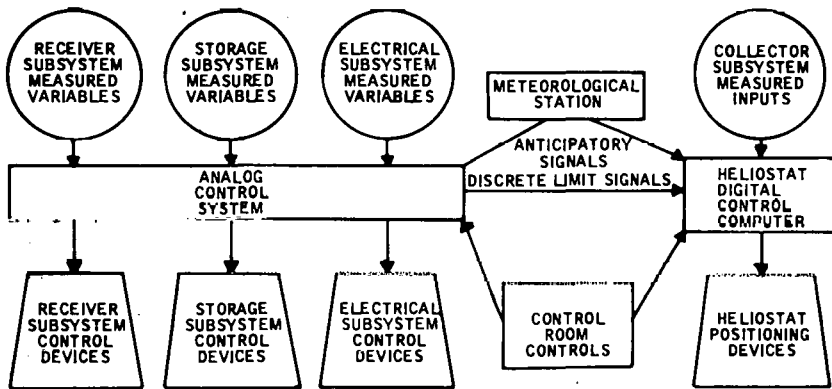 RECEIVER
SUBSYSTEM
MEASURED
VARIABLES
STORAGE
SUBSYSTEM
MEASURED
VARIABLES
ELECTRICAL
SUBSYSTEM
MEASURED
VARIABLES
COLLECTOR
SUBSYSTEM
MEASURED
INPUTS
METEOROLOGICAL
STATION
ANTICIPATORY
SIGNALS
DISCRETE LIMIT SIGNALS
ANALOG
CONTROL
SYSTEM
HELIOSTAT
DIGITAL
CONTROL
COMPUTER
RECEIVER
SUBSYSTEM
CONTROL
DEVICES
STORAGE
SUBSYSTEM
CONTROL
DEVICES
ELECTRICAL
SUBSYSTEM
CONTROL
DEVICES
CONTROL
ROOM
CONTROLS
HELIOSTAT
POSITIONING
DEVICES